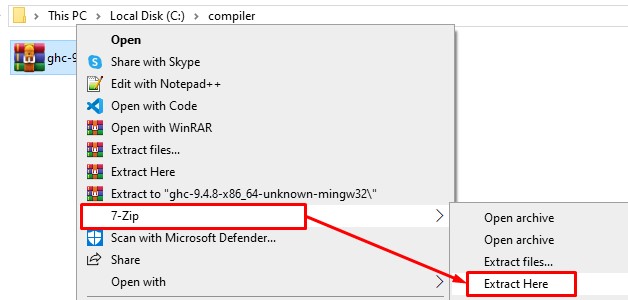 This PC > Local Disk (C:) > compiler
ghc-9
Open
Share with Skype
Edit with Notepad++
Open with Code
Open with WinRAR
Extract files...
Extract Here
Extract to "ghc-9.4.8-x86_64-unknown-mingw32\"
7-Zip
Scan with Microsoft Defender...
Share
Open with
Open archive
Open archive
Extract files...
Extract Here